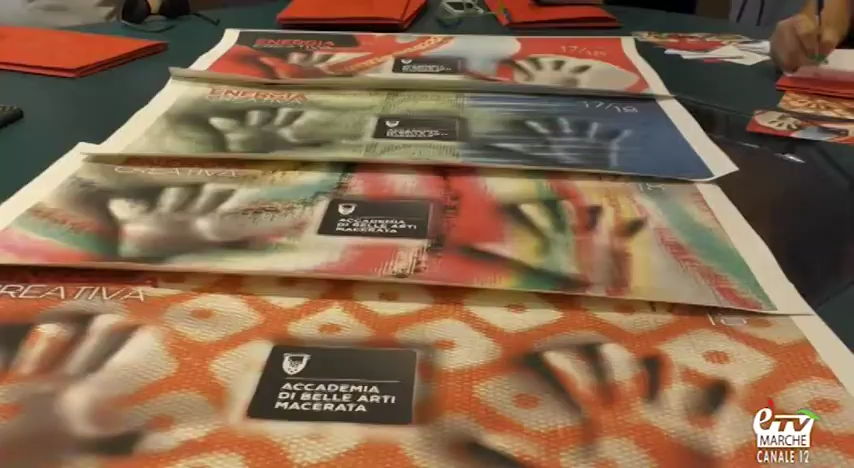 ENERGIA
17/18
ENERGIA
CREATIVA
17/18
CREATIVA
ACCADEMIA
DI BELLE ARTI
MACERATA
CREATIVA
ACCADEMIA
DI BELLE ARTI
MACERATA
etv
MARCHE
CANALE 12